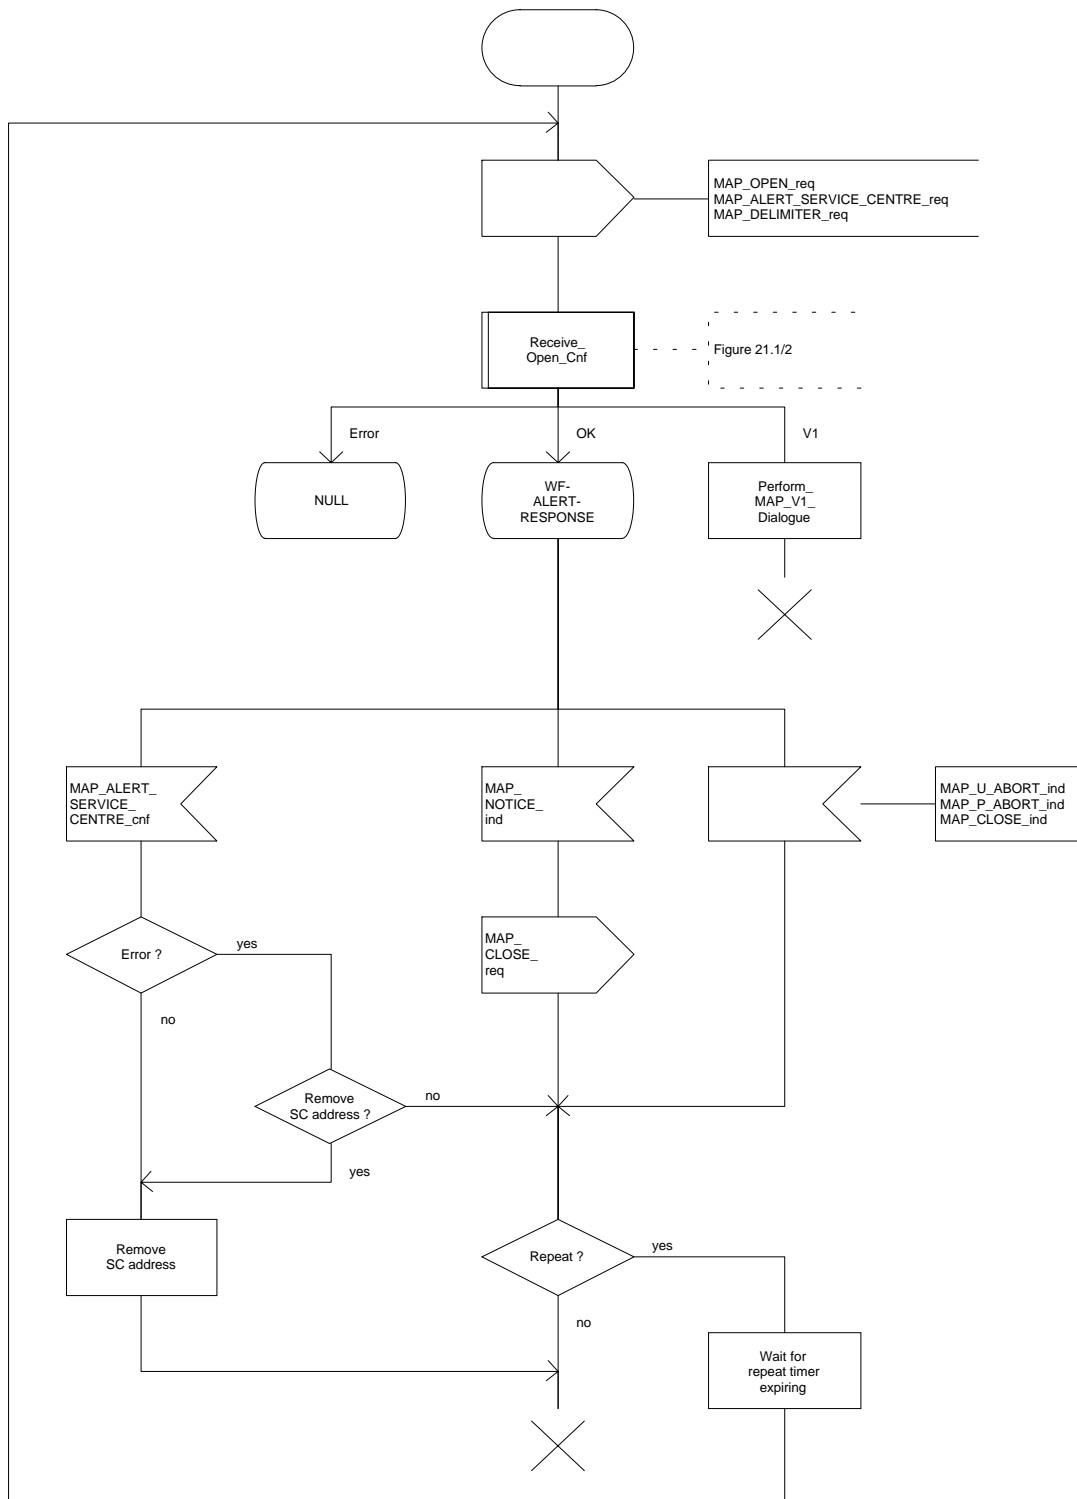 MAP_OPEN_req
MAP_ALERT_SERVICE_CENTRE_req
MAP_DELIMITER_req
Receive_
Open_Cnf
Figure 21.1/2
Error
OK
V1
NULL
WF-
ALERT-
RESPONSE
Perform_
MAP_V1_
Dialogue
MAP_ALERT_
SERVICE_
CENTRE_cnf
MAP_
NOTICE_
ind
MAP_U_ABORT_ind
MAP_P_ABORT_ind
MAP_CLOSE_ind
Error ?
yes
no
MAP_
CLOSE_
req
Remove
SC address ?
no
yes
Remove
SC address
Repeat ?
yes
no
Wait for
repeat timer
expiring